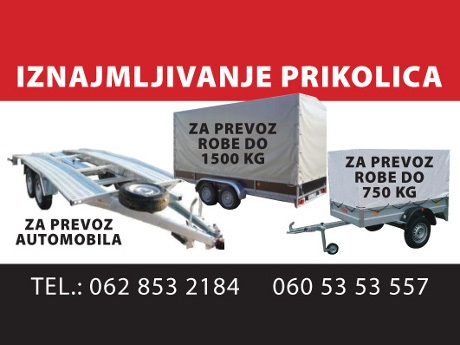 IZNAJMLJIVANJE PRIKOLICA
ZA PREVOZ
ROBE DO
1500 KG
ZA PREVOZ
ROBE DO
750 KG
ZA PREVOZ
AUTOMOBILA
TEL.: 062 853 2184 060 53 53 557